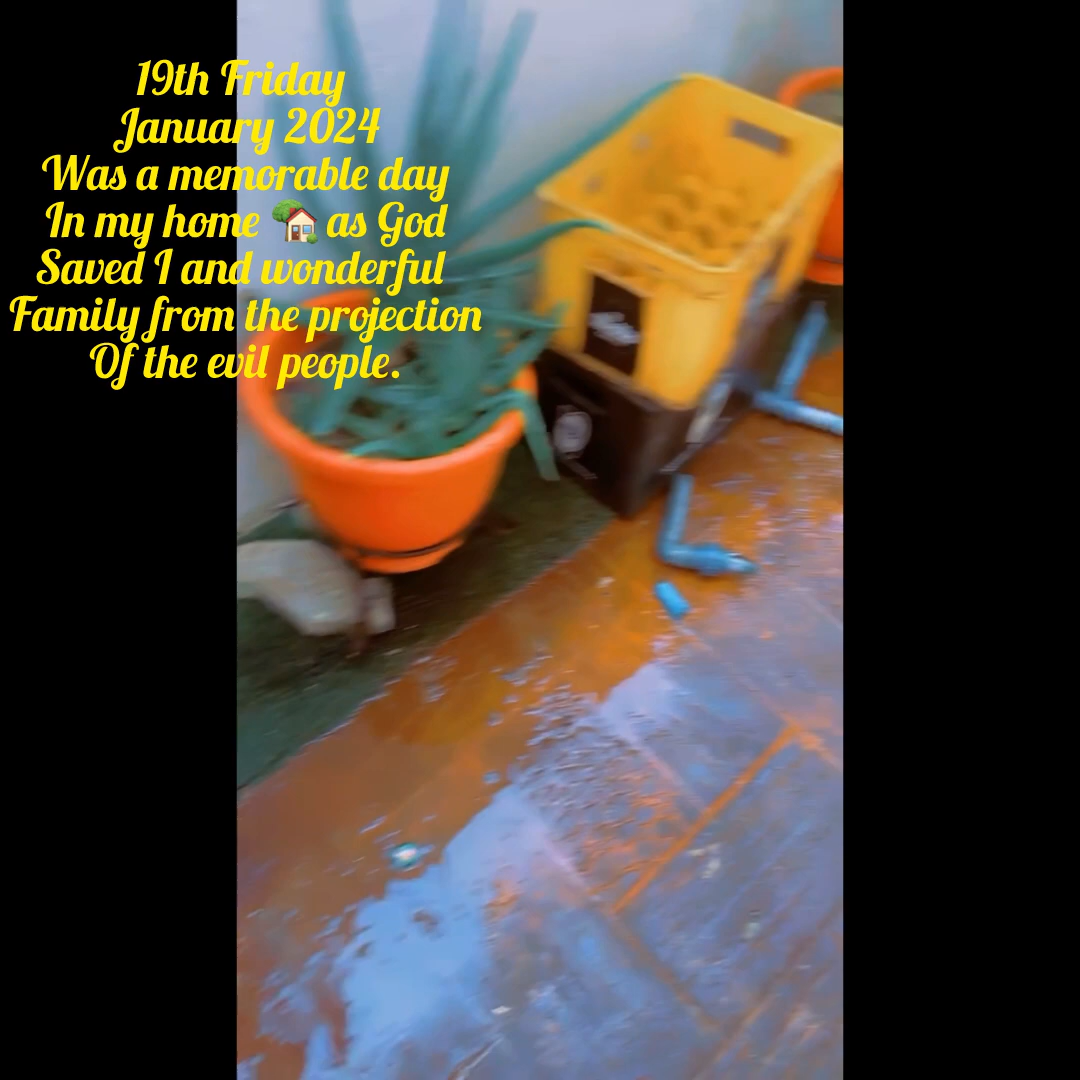 19th Friday
January 2024
Was a memorable day
In my home 🏡 as God
Saved I and wonderful
Family from the projection
Of the evil people.